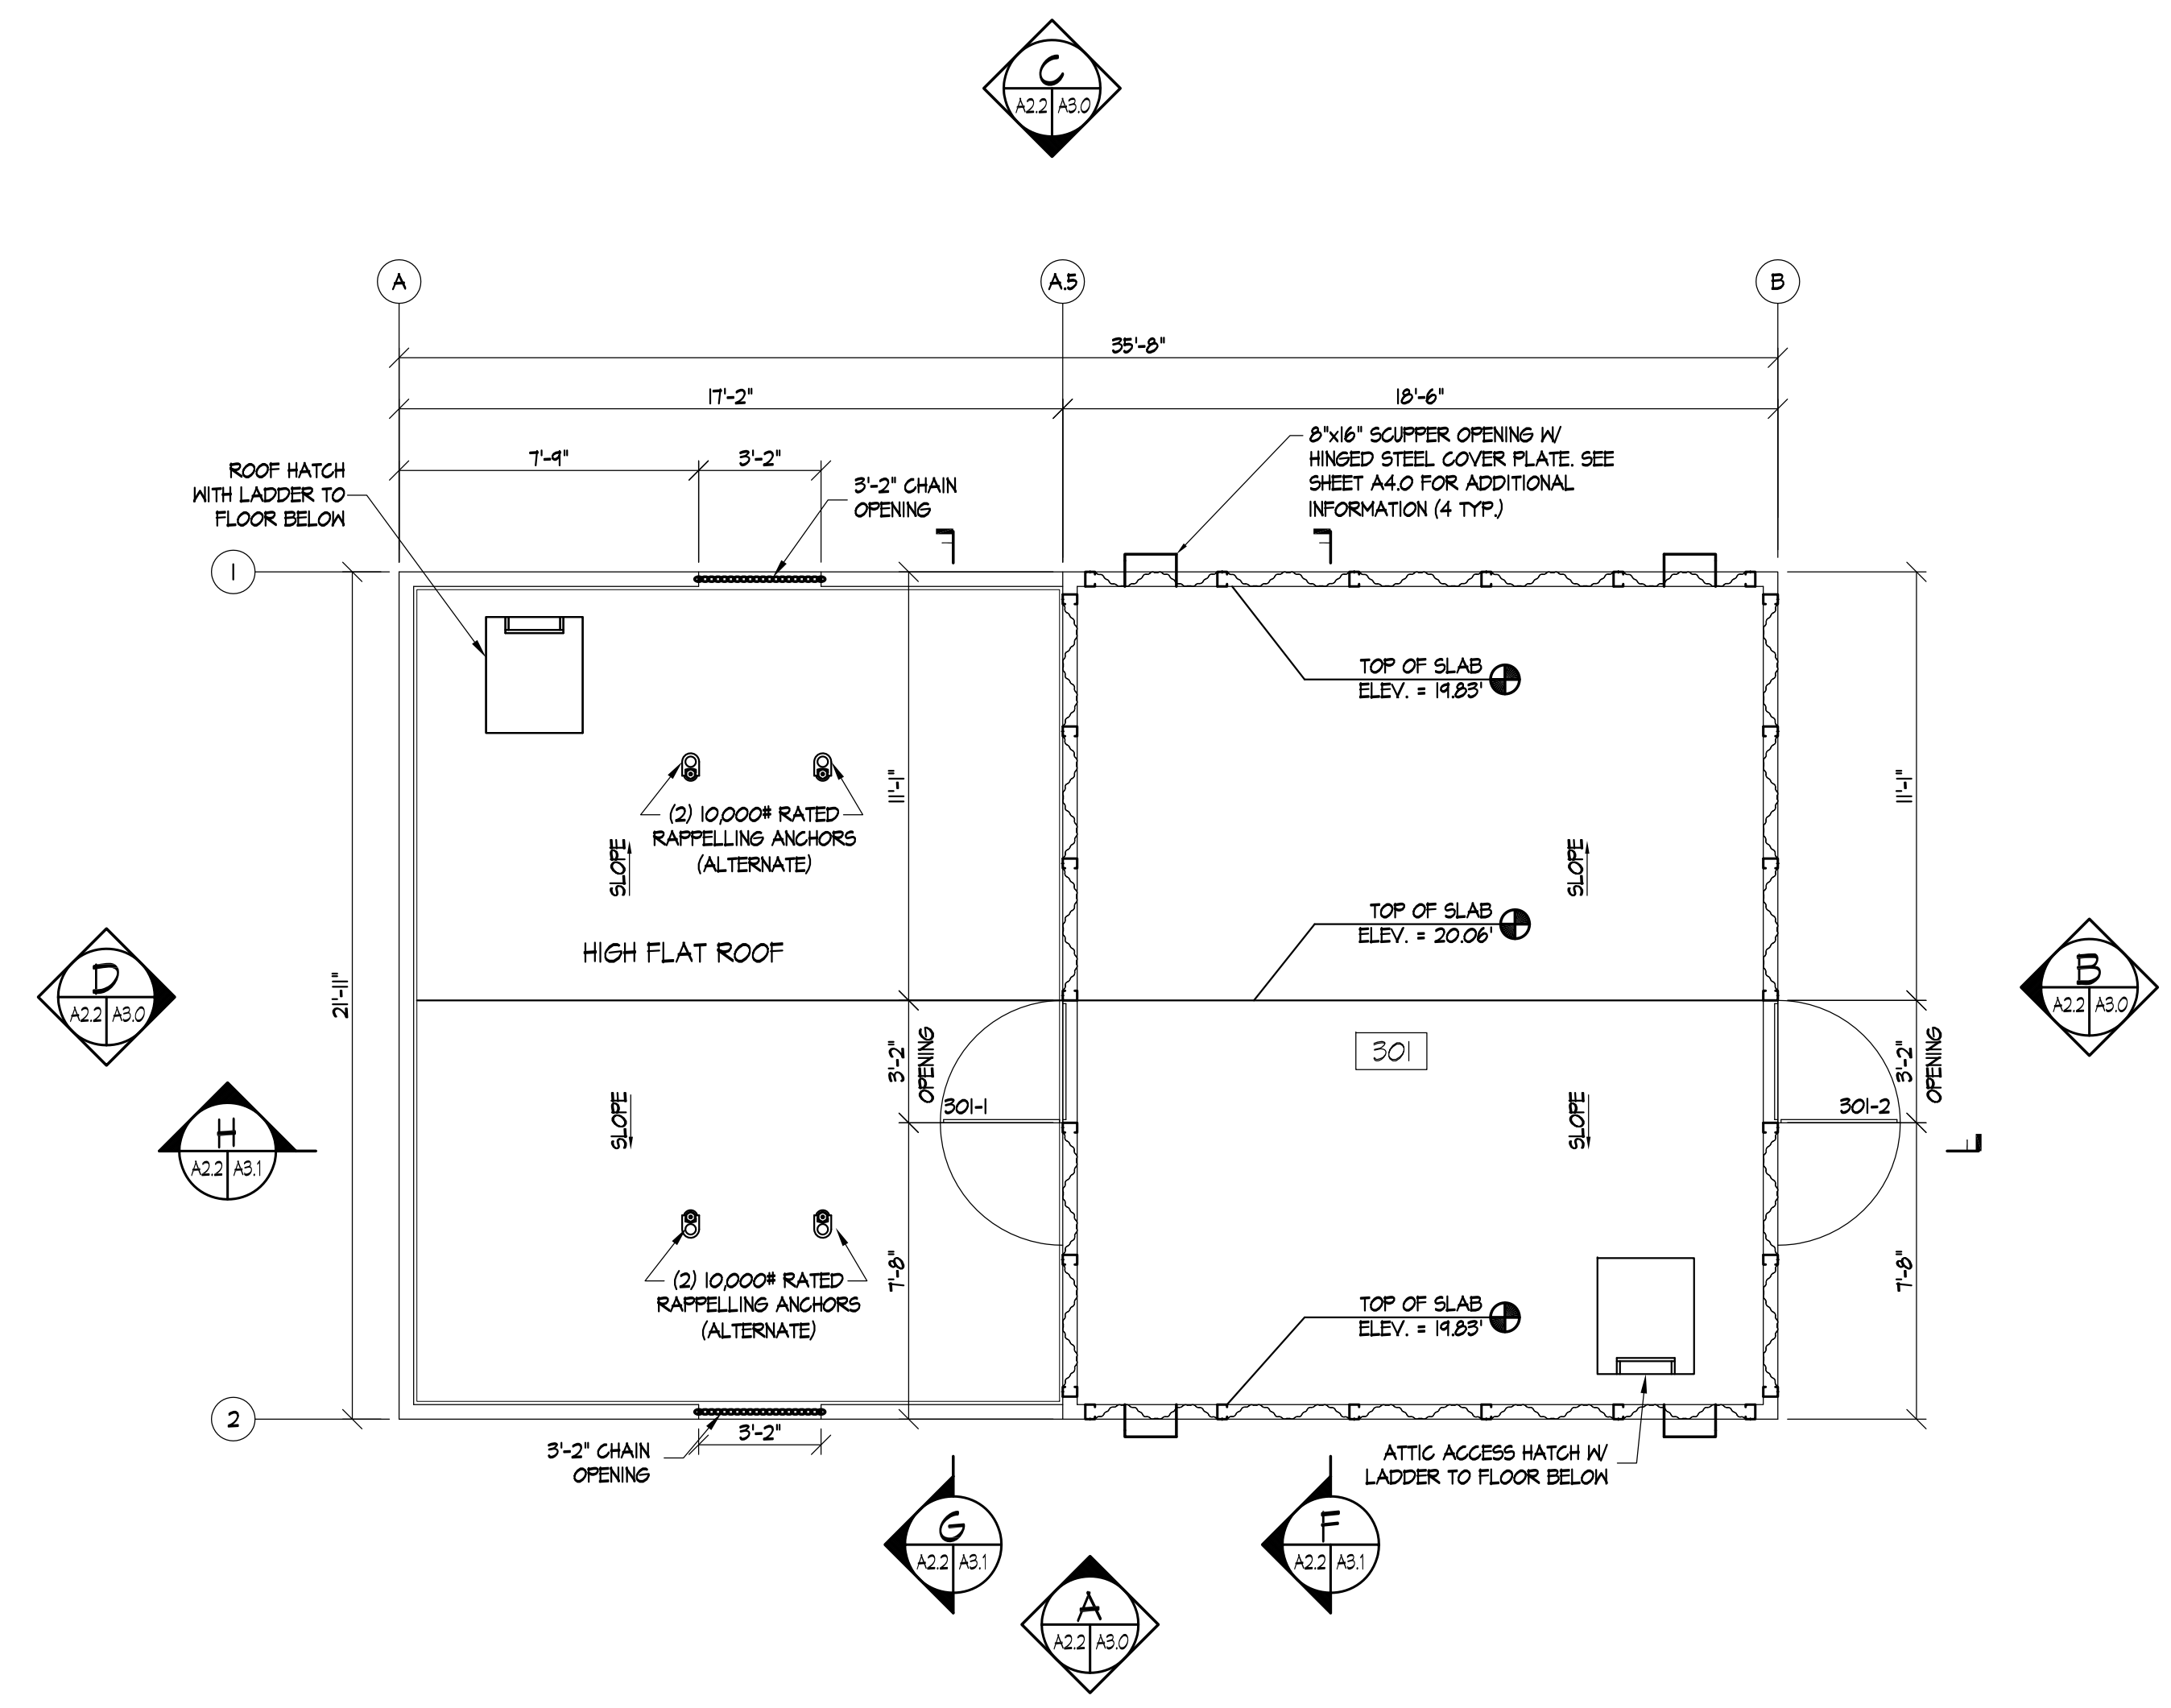 C
A2.2 A3.0
A
A.5
B
35'-8"
17'-2"
18'-6"
7'-9"
3'-2"
ROOF HATCH
WITH LADDER TO
FLOOR BELOW
3'-2" CHAIN
OPENING
8"x16" SCUPPER OPENING W/
HINGED STEEL COVER PLATE. SEE
SHEET A4.0 FOR ADDITIONAL
INFORMATION (4 TYP.)
1
TOP OF SLAB
ELEV. = 19.83'
11'-1"
11'-1"
(2) 10,000# RATED
RAPPELLING ANCHORS
(ALTERNATE)
SLOPE
SLOPE
TOP OF SLAB
ELEV. = 20.06'
HIGH FLAT ROOF
21'-11"
D
A2.2 A3.0
B
A2.2 A3.0
3'-2"
OPENING
301
3'-2"
OPENING
301-1
301-2
H
A2.2 A3.1
SLOPE
SLOPE
7'-8"
7'-8"
(2) 10,000# RATED
RAPPELLING ANCHORS
(ALTERNATE)
TOP OF SLAB
ELEV. = 19.83'
2
3'-2"
3'-2" CHAIN
OPENING
ATTIC ACCESS HATCH W/
LADDER TO FLOOR BELOW
G
A2.2 A3.1
F
A2.2 A3.1
A
A2.2 A3.0